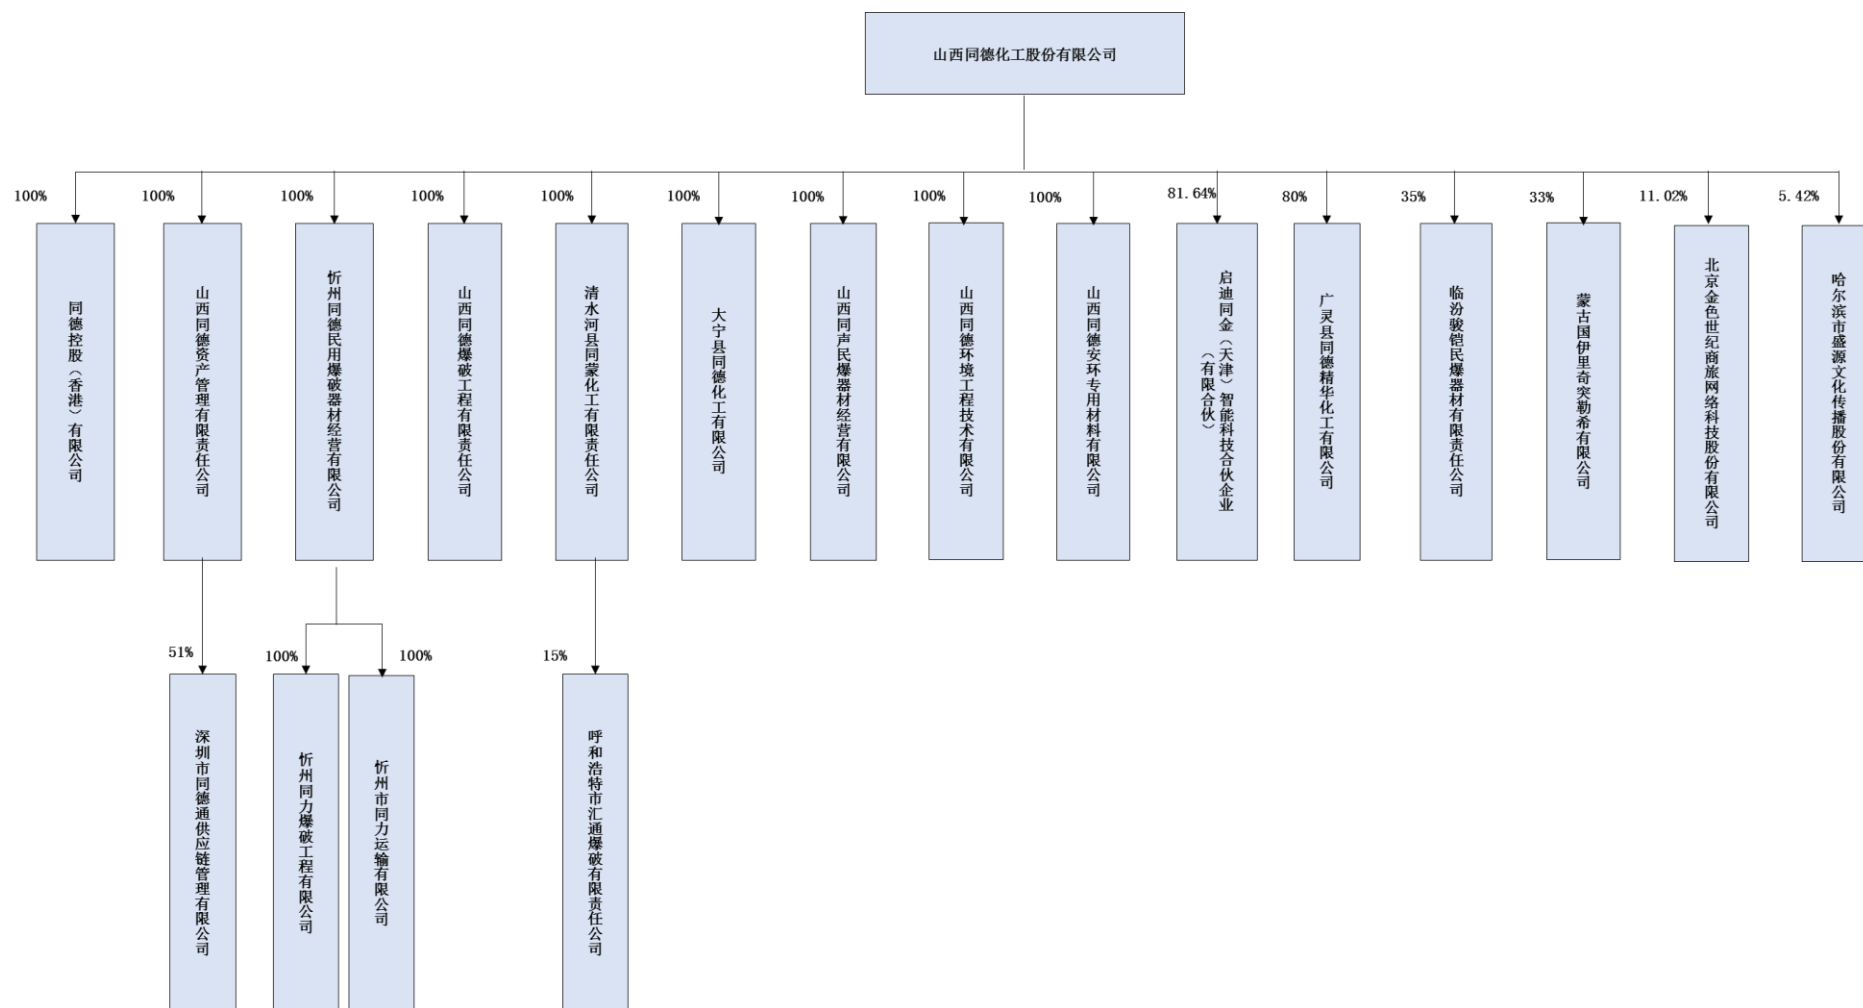 山西同德化工股份有限公司
100%
100%
100%
100%
100%
100%
100%
100%
100%
81.64%
80%
35%
33%
11.02%
5.42%
同德控股（香港）有限公司
山西同德资产管理有限责任公司
忻州同德民用爆破器材经营有限公司
山西同德爆破工程有限责任公司
清水河县同蒙化工有限责任公司
大宁县同德化工有限公司
山西同声民爆器材经营有限公司
山西同德环境工程技术有限公司
山西同德安环专用材料有限公司
启迪同金（天津）智能科技合伙企业
（有限合伙）
广灵县同德精华化工有限公司
临汾骏铠民爆器材有限责任公司
蒙古国伊里奇突勒希有限公司
北京金色世纪商旅网络科技股份有限公司
哈尔滨市盛源文化传播股份有限公司
51%
100%
100%
15%
深圳市同德通供应链管理有限公司
忻州同力爆破工程有限公司
忻州市同力运输有限公司
呼和浩特市汇通爆破有限责任公司